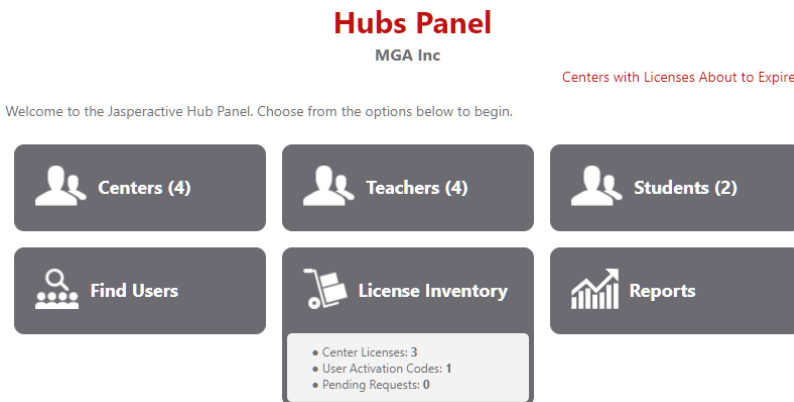 Hubs Panel
MGA Inc
Centers with Licenses About to Expire
Welcome to the Jasperactive Hub Panel. Choose from the options below to begin.
Centers (4)
Teachers (4)
Students (2)
Find Users
License Inventory
Reports
● Center Licenses: 3
● User Activation Codes: 1
● Pending Requests: 0